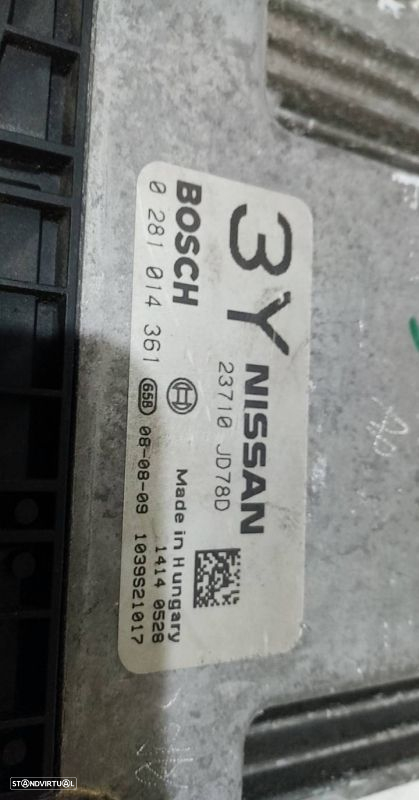 3Y
NISSAN
23710 JD78D
BOSCH
0 281 014 361
Made in Hungary
1414 0528
658 08-08-09 1039S21017
STANDVIRTUAL